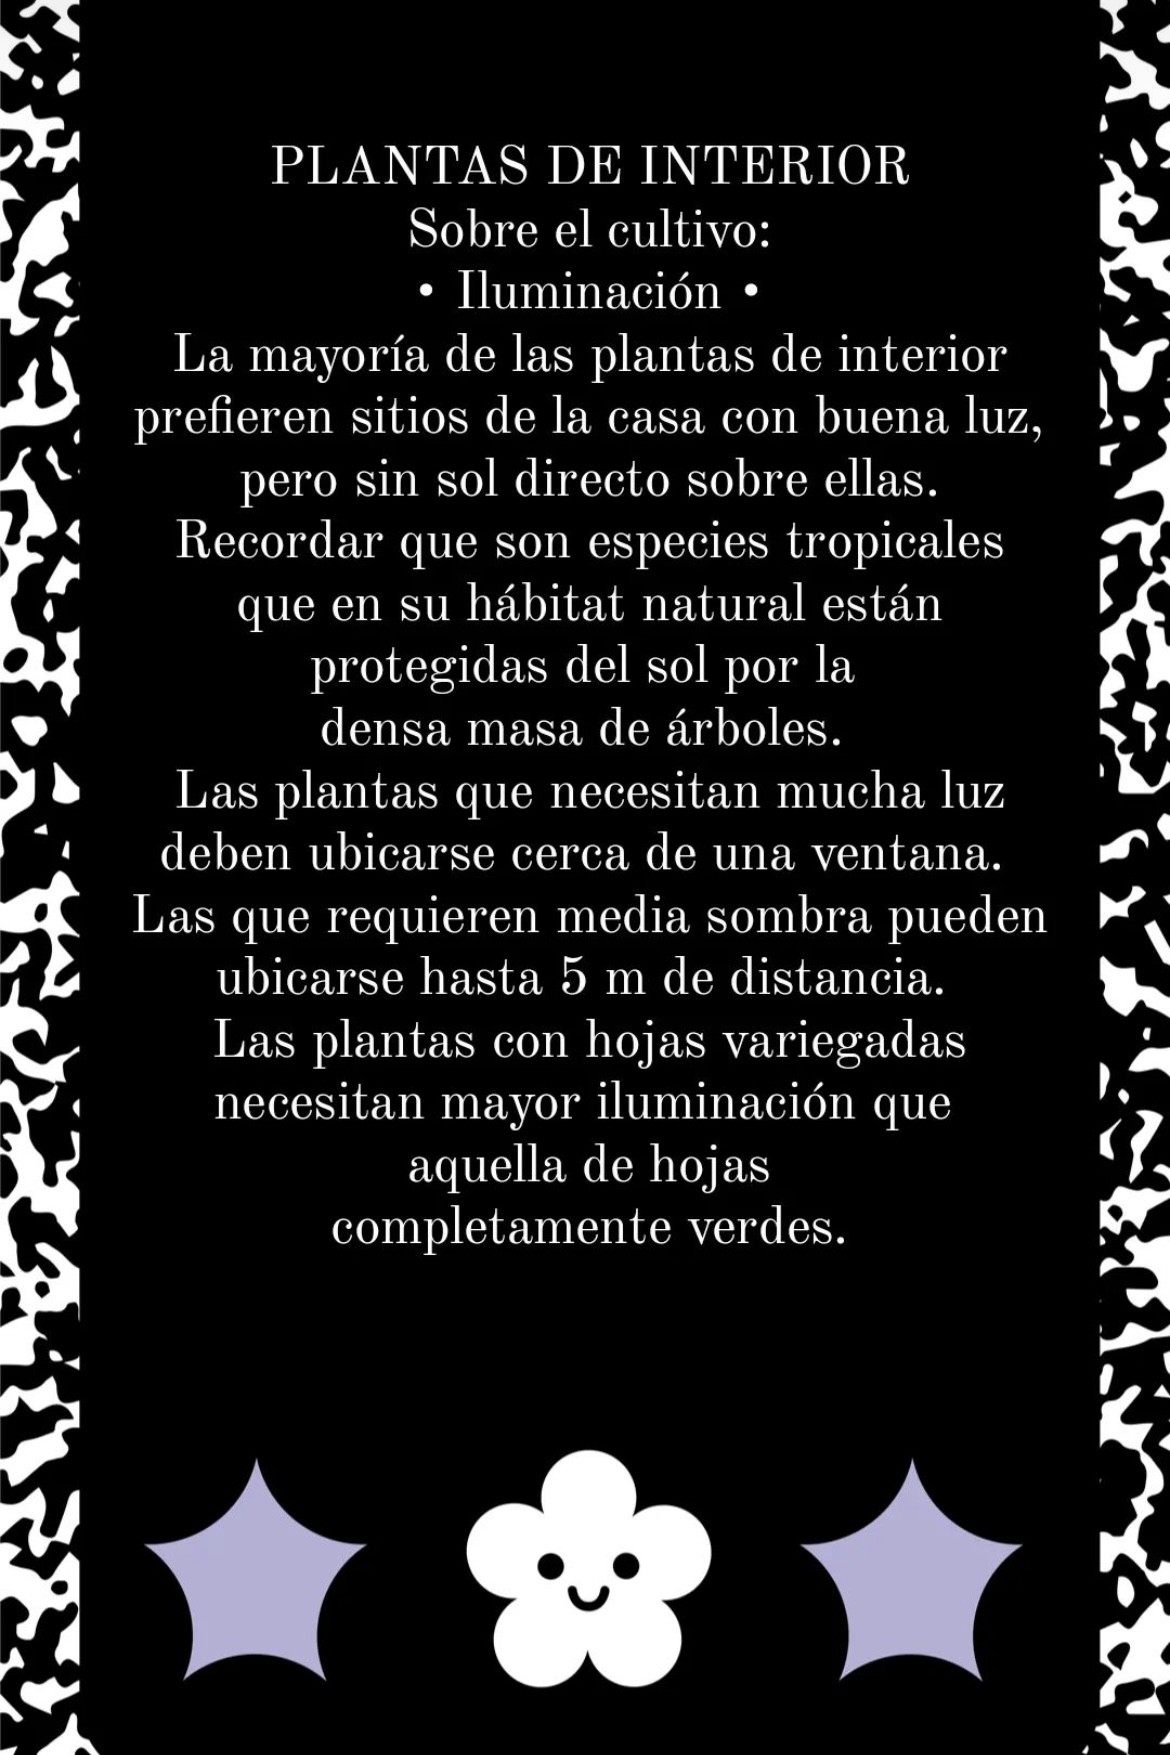 PLANTAS DE INTERIOR
Sobre el cultivo:
• Iluminación •
La mayoría de las plantas de interior
prefieren sitios de la casa con buena luz,
pero sin sol directo sobre ellas.
Recordar que son especies tropicales
que en su hábitat natural están
protegidas del sol por la
densa masa de árboles.
Las plantas que necesitan mucha luz
deben ubicarse cerca de una ventana.
Las que requieren media sombra pueden
ubicarse hasta 5 m de distancia.
Las plantas con hojas variegadas
necesitan mayor iluminación que
aquella de hojas
completamente verdes.